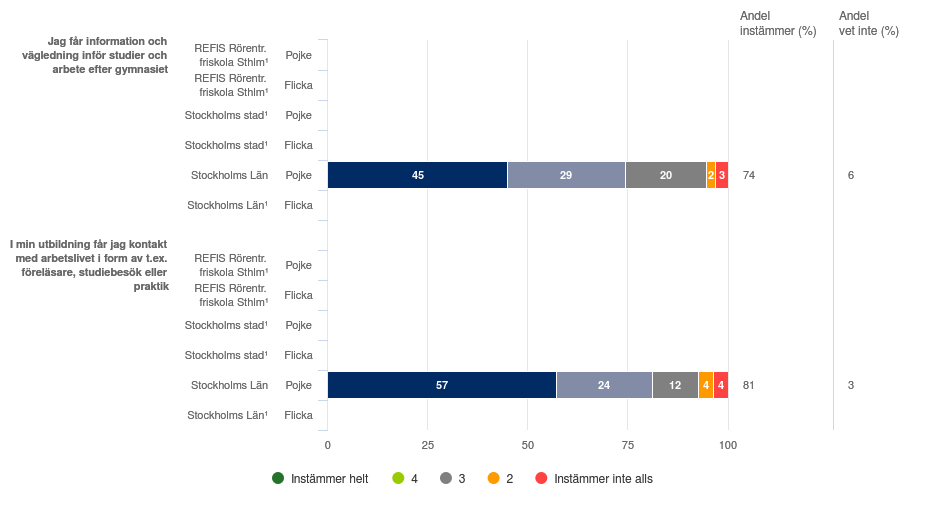 Andel
instämmer (%)
Andel
vet inte (%)
Jag får information och
vägledning inför studier och
arbete efter gymnasiet
REFIS Rörentr.
friskola Sthlm¹
Pojke
REFIS Rörentr.
friskola Sthlm¹
Flicka
Stockholms stad¹ Pojke
Stockholms stad¹ Flicka
Stockholms Län Pojke 45 29 20 2 3 74 6
Stockholms Län¹ Flicka
I min utbildning får jag kontakt
med arbetslivet i form av t.ex.
föreläsare, studiebesök eller
praktik
REFIS Rörentr.
friskola Sthlm¹
Pojke
REFIS Rörentr.
friskola Sthlm¹
Flicka
Stockholms stad¹ Pojke
Stockholms stad¹ Flicka
Stockholms Län Pojke 57 24 12 4 4 81 3
Stockholms Län¹ Flicka
0 25 50 75 100
Instämmer helt 4 3 2 Instämmer inte alls